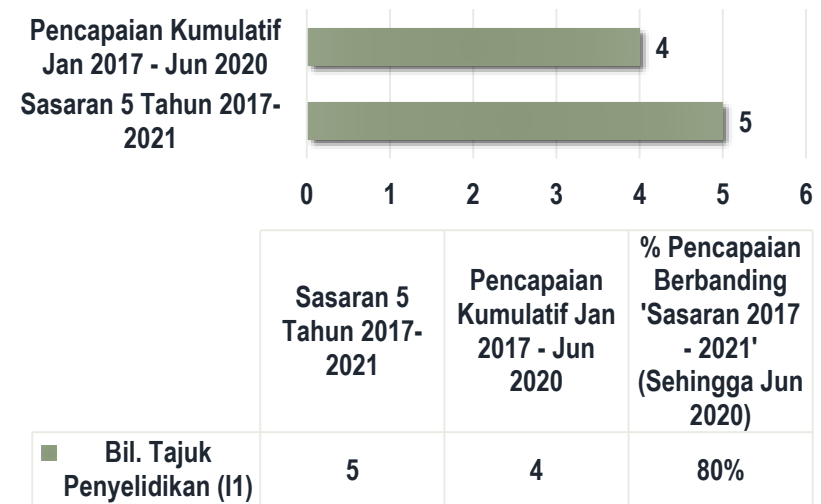 Pencapaian Kumulatif
Jan 2017 - Jun 2020
4
Sasaran 5 Tahun 2017-
2021
5
0 1 2 3 4 5 6
Sasaran 5
Tahun 2017-
2021
Pencapaian
Kumulatif Jan
2017 - Jun
2020
% Pencapaian
Berbanding
'Sasaran 2017
- 2021'
(Sehingga Jun
2020)
Bil. Tajuk
Penyelidikan (I1)
5
4
80%